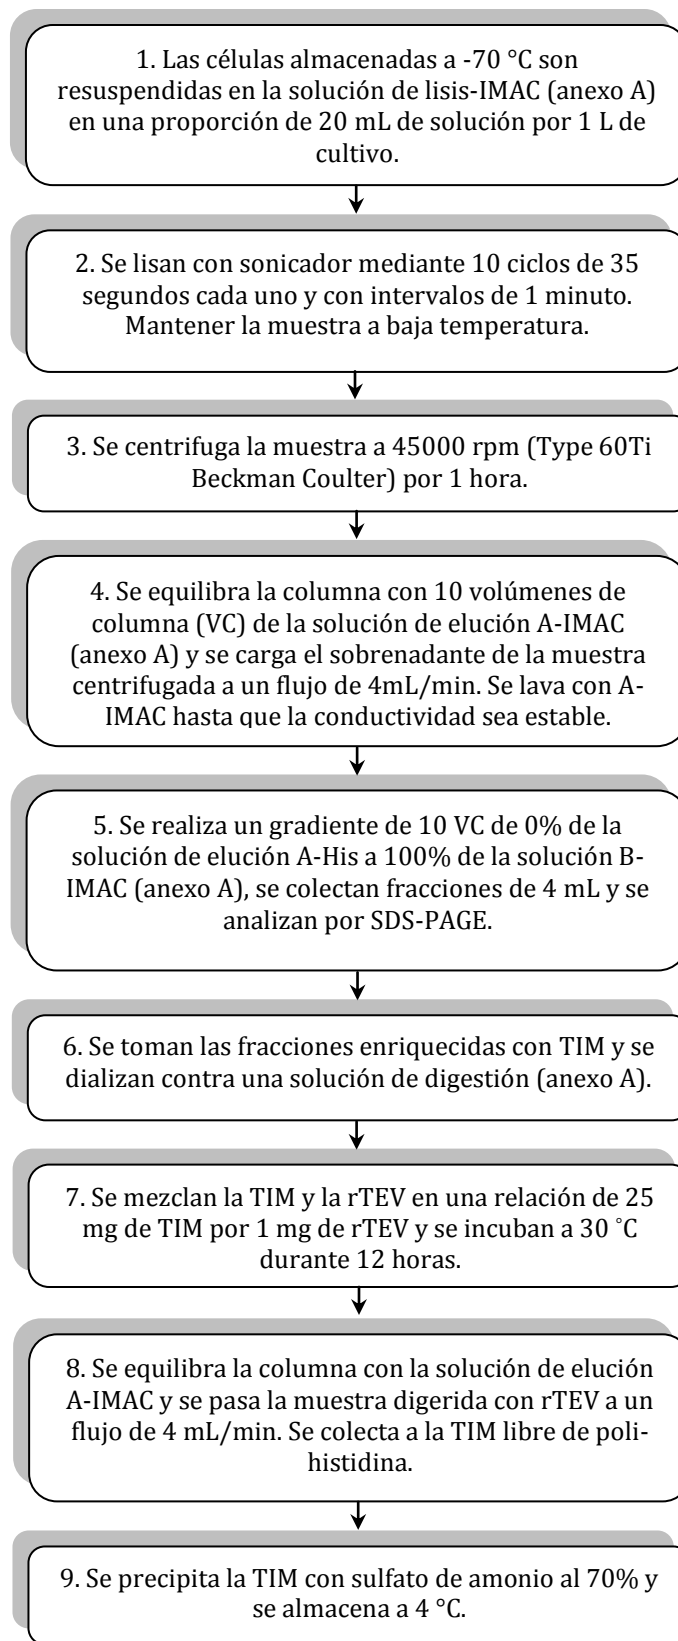 1. Las células almacenadas a -70 °C son
resuspendidas en la solución de lisis-IMAC (anexo A)
en una proporción de 20 mL de solución por 1 L de
cultivo.
2. Se lisan con sonicador mediante 10 ciclos de 35
segundos cada uno y con intervalos de 1 minuto.
Mantener la muestra a baja temperatura.
3. Se centrifuga la muestra a 45000 rpm (Type 60Ti
Beckman Coulter) por 1 hora.
4. Se equilibra la columna con 10 volúmenes de
columna (VC) de la solución de elución A-IMAC
(anexo A) y se carga el sobrenadante de la muestra
centrifugada a un flujo de 4mL/min. Se lava con A-
IMAC hasta que la conductividad sea estable.
5. Se realiza un gradiente de 10 VC de 0% de la
solución de elución A-His a 100% de la solución B-
IMAC (anexo A), se colectan fracciones de 4 mL y se
analizan por SDS-PAGE.
6. Se toman las fracciones enriquecidas con TIM y se
dializan contra una solución de digestión (anexo A).
7. Se mezclan la TIM y la rTEV en una relación de 25
mg de TIM por 1 mg de rTEV y se incuban a 30 °C
durante 12 horas.
8. Se equilibra la columna con la solución de elución
A-IMAC y se pasa la muestra digerida con rTEV a un
flujo de 4 mL/min. Se colecta a la TIM libre de poli-
histidina.
9. Se precipita la TIM con sulfato de amonio al 70% y
se almacena a 4 °C.